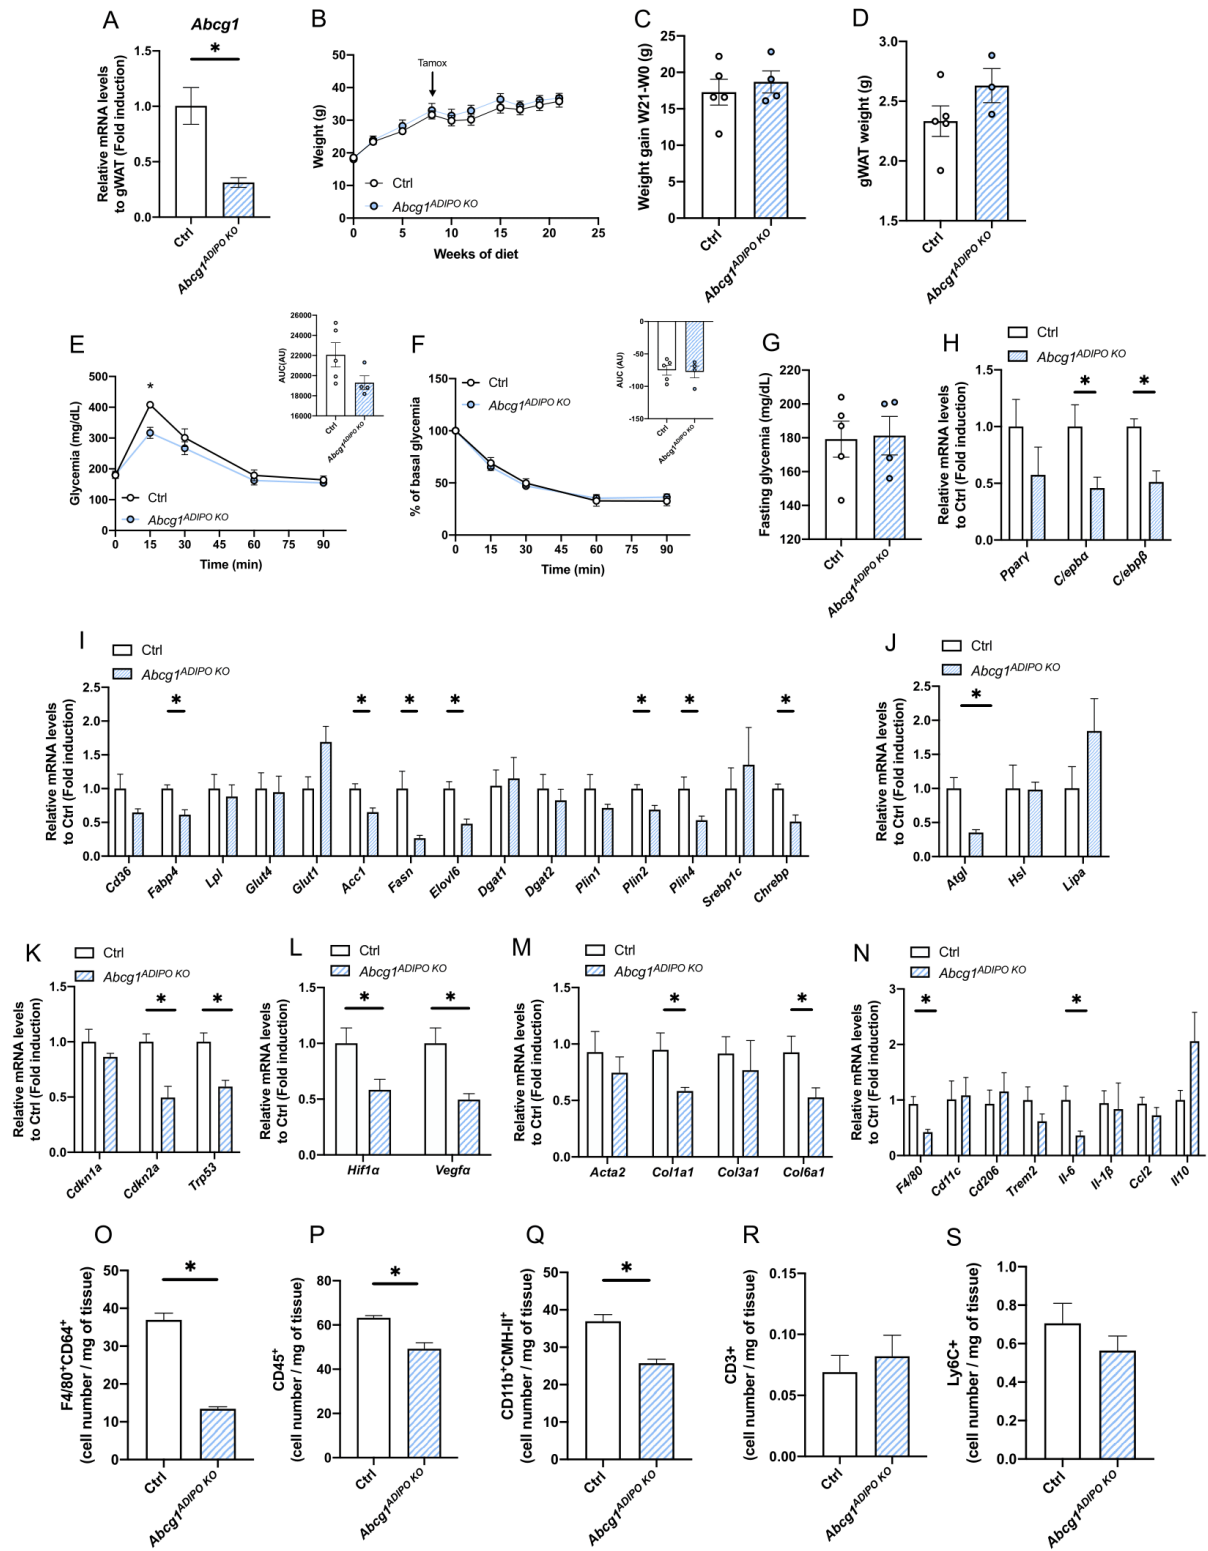 A
Abcg1
*
Relative mRNA levels
to gWAT (Fold induction)
1.5
1.0
0.5
0.0
Ctrl
Abcg1ADIPO KO
B
Tamox
Weight (g)
50
40
30
20
10
0
Ctrl
Abcg1ADIPO KO
0 5 10 15 20 25
Weeks of diet
C
Weight gain W21-W0 (g)
25
20
15
10
5
0
Ctrl
Abcg1ADIPO KO
D
gWAT weight (g)
3.0
2.5
2.0
1.5
Ctrl
Abcg1ADIPO KO
E
Glycemia (mg/dL)
500
400
300
200
100
0
*
Ctrl
Abcg1ADIPO KO
0 15 30 45 60 75 90
Time (min)
AUC(AU)
26000
24000
22000
20000
18000
16000
Ctrl
Abcg1ADIPO KO
F
% of basal glycemia
150
100
50
0
Ctrl
Abcg1ADIPO KO
0 15 30 45 60 75 90
Time (min)
AUC (AU)
0
-50
-100
-150
Ctrl
Abcg1ADIPO KO
G
Fasting glycemia (mg/dL)
220
200
180
160
140
120
Ctrl
Abcg1ADIPO KO
H
Ctrl
Abcg1ADIPO KO
Relative mRNA levels
to Ctrl (Fold induction)
1.5
1.0
0.5
0.0
* *
Pparγ C/epbα C/ebpβ
I
Ctrl
Abcg1ADIPO KO
Relative mRNA levels
to Ctrl (Fold induction)
2.5
2.0
1.5
1.0
0.5
0.0
* * * * * * *
Cd36 Fabp4 Lpl Glut4 Glut1 Acc1 Fasn Elovl6 Dgat1 Dgat2 Plin1 Plin2 Plin4 Srebp1c Chrebp
J
Ctrl
Abcg1ADIPO KO
Relative mRNA levels
to Ctrl (Fold induction)
2.5
2.0
1.5
1.0
0.5
0.0
*
Atgl Hsl Lipa
K
Ctrl
Abcg1ADIPO KO
Relative mRNA levels
to Ctrl (Fold induction)
1.5
1.0
0.5
0.0
* *
Cdkn1a Cdkn2a Trp53
L
Ctrl
Abcg1ADIPO KO
Relative mRNA levels
to Ctrl (Fold induction)
1.5
1.0
0.5
0.0
* *
Hif1α Vegfα
M
Ctrl
Abcg1ADIPO KO
Relative mRNA levels
to Ctrl (Fold induction)
1.5
1.0
0.5
0.0
* *
Acta2 Col1a1 Col3a1 Col6a1
N
Ctrl
Abcg1ADIPO KO
Relative mRNA levels
to Ctrl (Fold induction)
3
2
1
0
* *
F4/80 Cd11c Cd206 Trem2 Il-6 Il-1β Ccl2 Il10
O
F4/80+CD64+
(cell number / mg of tissue)
50
40
30
20
10
0
*
Ctrl
Abcg1ADIPO KO
P
CD45+
(cell number / mg of tissue)
80
60
40
20
0
*
Ctrl
Abcg1ADIPO KO
Q
CD11b+CMH-II+
(cell number / mg of tissue)
50
40
30
20
10
0
*
Ctrl
Abcg1ADIPO KO
R
CD3+
(cell number / mg of tissue)
0.15
0.10
0.05
0.00
Ctrl
Abcg1ADIPO KO
S
Ly6C+
(cell number / mg of tissue)
1.0
0.8
0.6
0.4
0.2
0.0
Ctrl
Abcg1ADIPO KO